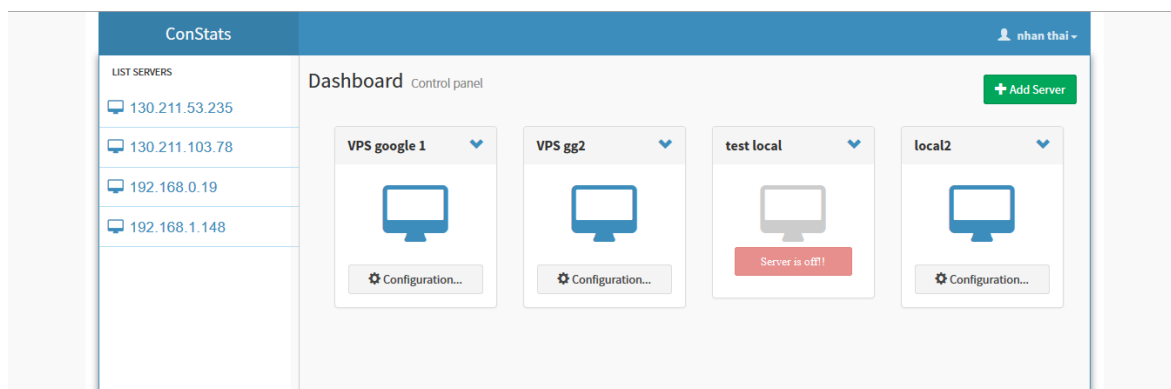 ConStats
nhan thai
LIST SERVERS
130.211.53.235
130.211.103.78
192.168.0.19
192.168.1.148
Dashboard Control panel
Add Server
VPS google 1
Configuration...
VPS gg2
Configuration...
test local
Server is off!!
local2
Configuration...